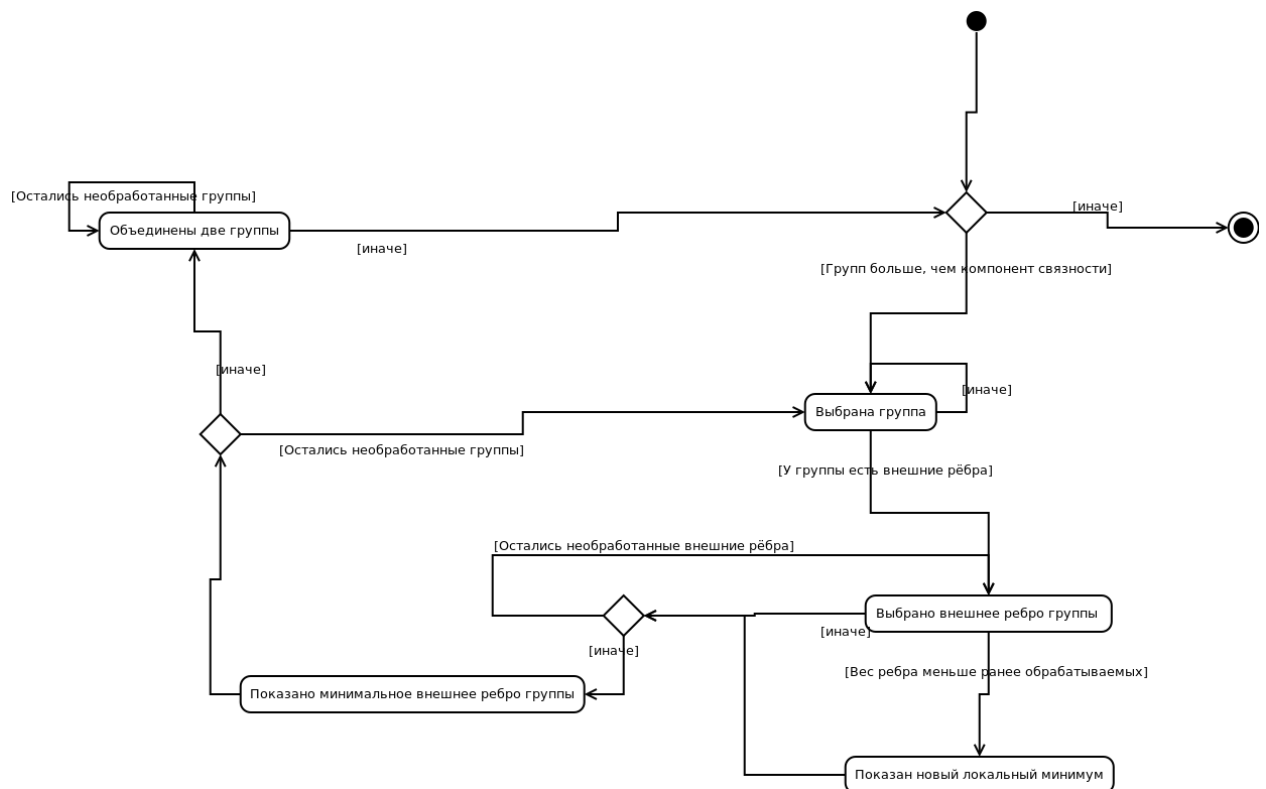 [Остались необработанные группы]
[иначе]
Объединены две группы
[иначе]
[Групп больше, чем компонент связности]
[иначе]
[иначе]
Выбрана группа
[Остались необработанные группы]
[У группы есть внешние рёбра]
[Остались необработанные внешние рёбра]
Выбрано внешнее ребро группы
[иначе]
[иначе]
[Вес ребра меньше ранее обрабатываемых]
Показано минимальное внешнее ребро группы
Показан новый локальный минимум